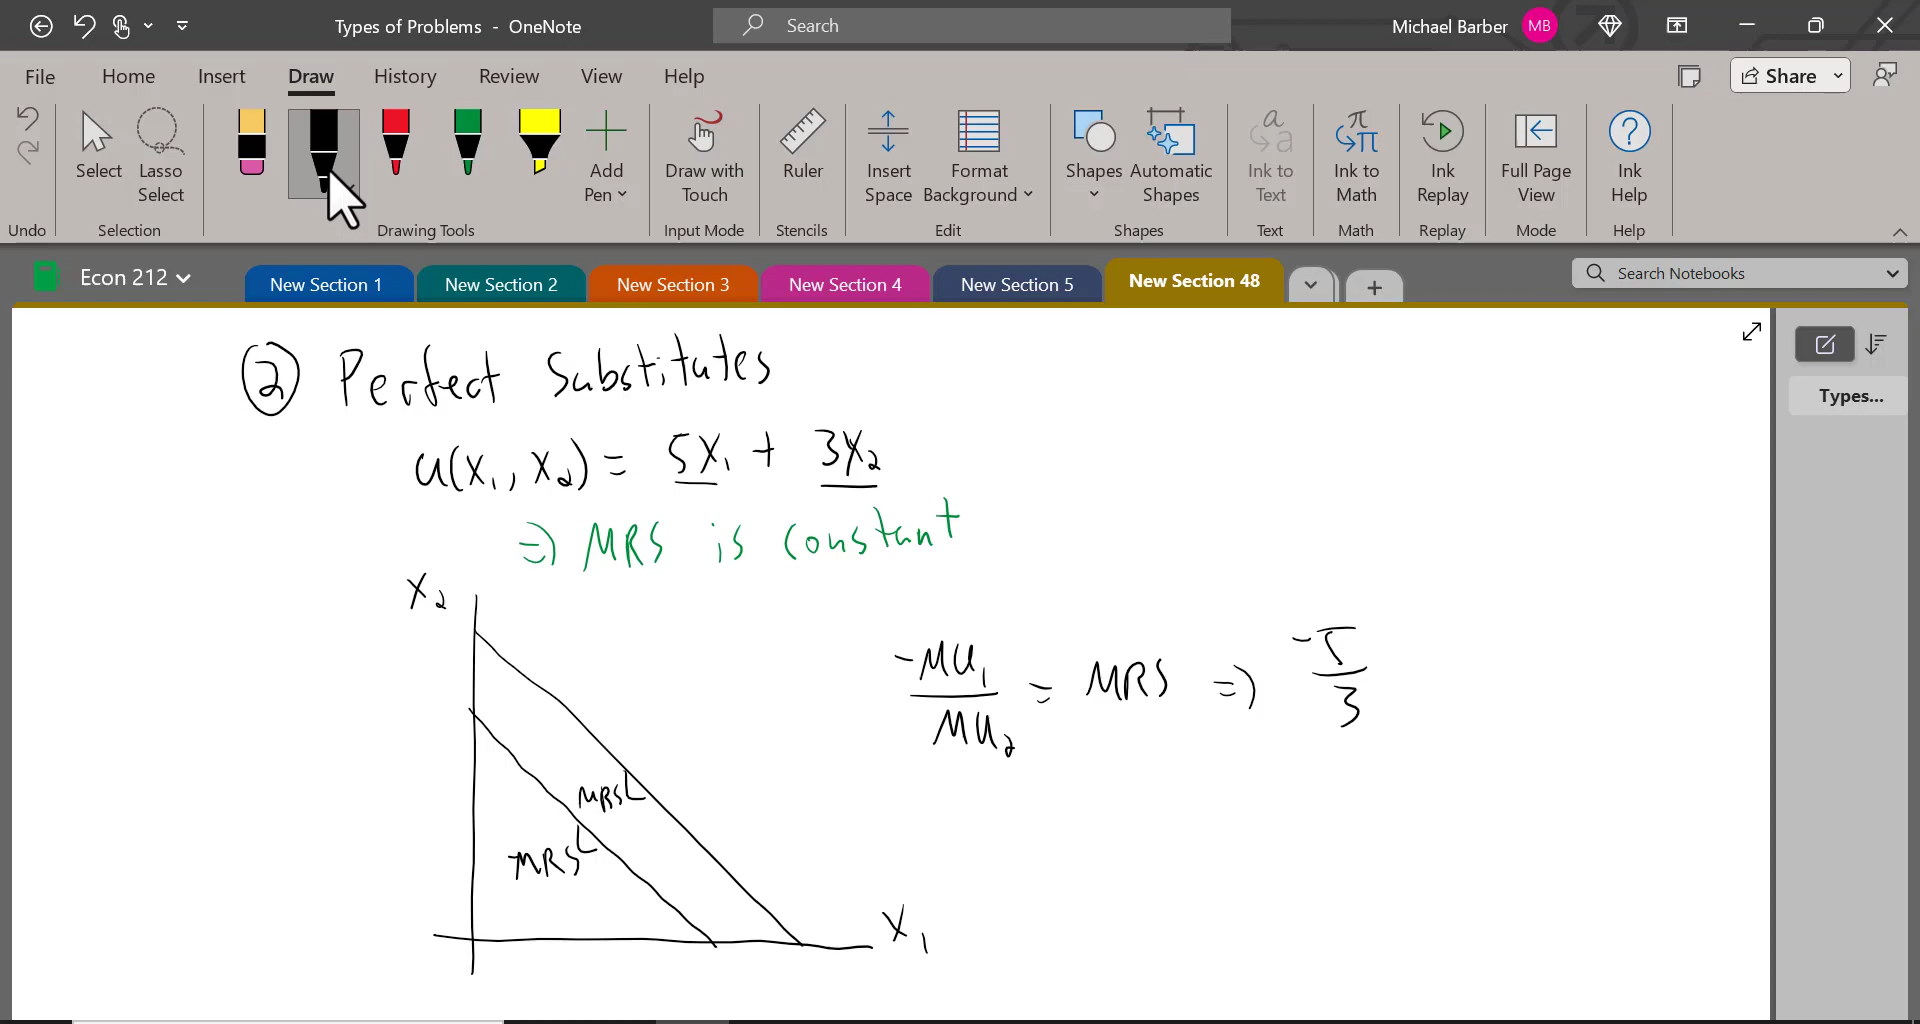 Types of Problems - OneNote
Search
Michael Barber MB
File Home Insert Draw History Review View Help
Share
Select
Lasso Select
Add Pen
Draw with Touch
Ruler
Insert Space
Format Background
Shapes
Automatic Shapes
Ink to Text
Ink to Math
Ink Replay
Full Page View
Ink Help
Undo Selection Drawing Tools Input Mode Stencils Edit Shapes Text Math Replay Mode Help
Econ 212
New Section 1 New Section 2 New Section 3 New Section 4 New Section 5 New Section 48
Search Notebooks
Types...
② Perfect Substitutes
u(x₁, x₂) = 5x₁ + 3x₂
⇒ MRS is constant
x₂
-MU₁/MU₂ = MRS ⇒ -5/3
MRS
MRS
x₁